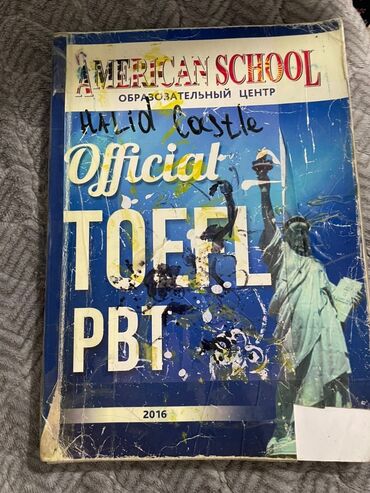 AMERICAN SCHOOL
ОБРАЗОВАТЕЛЬНЫЙ ЦЕНТР
HALid Castle
Official
TOEFL
PBT
2016